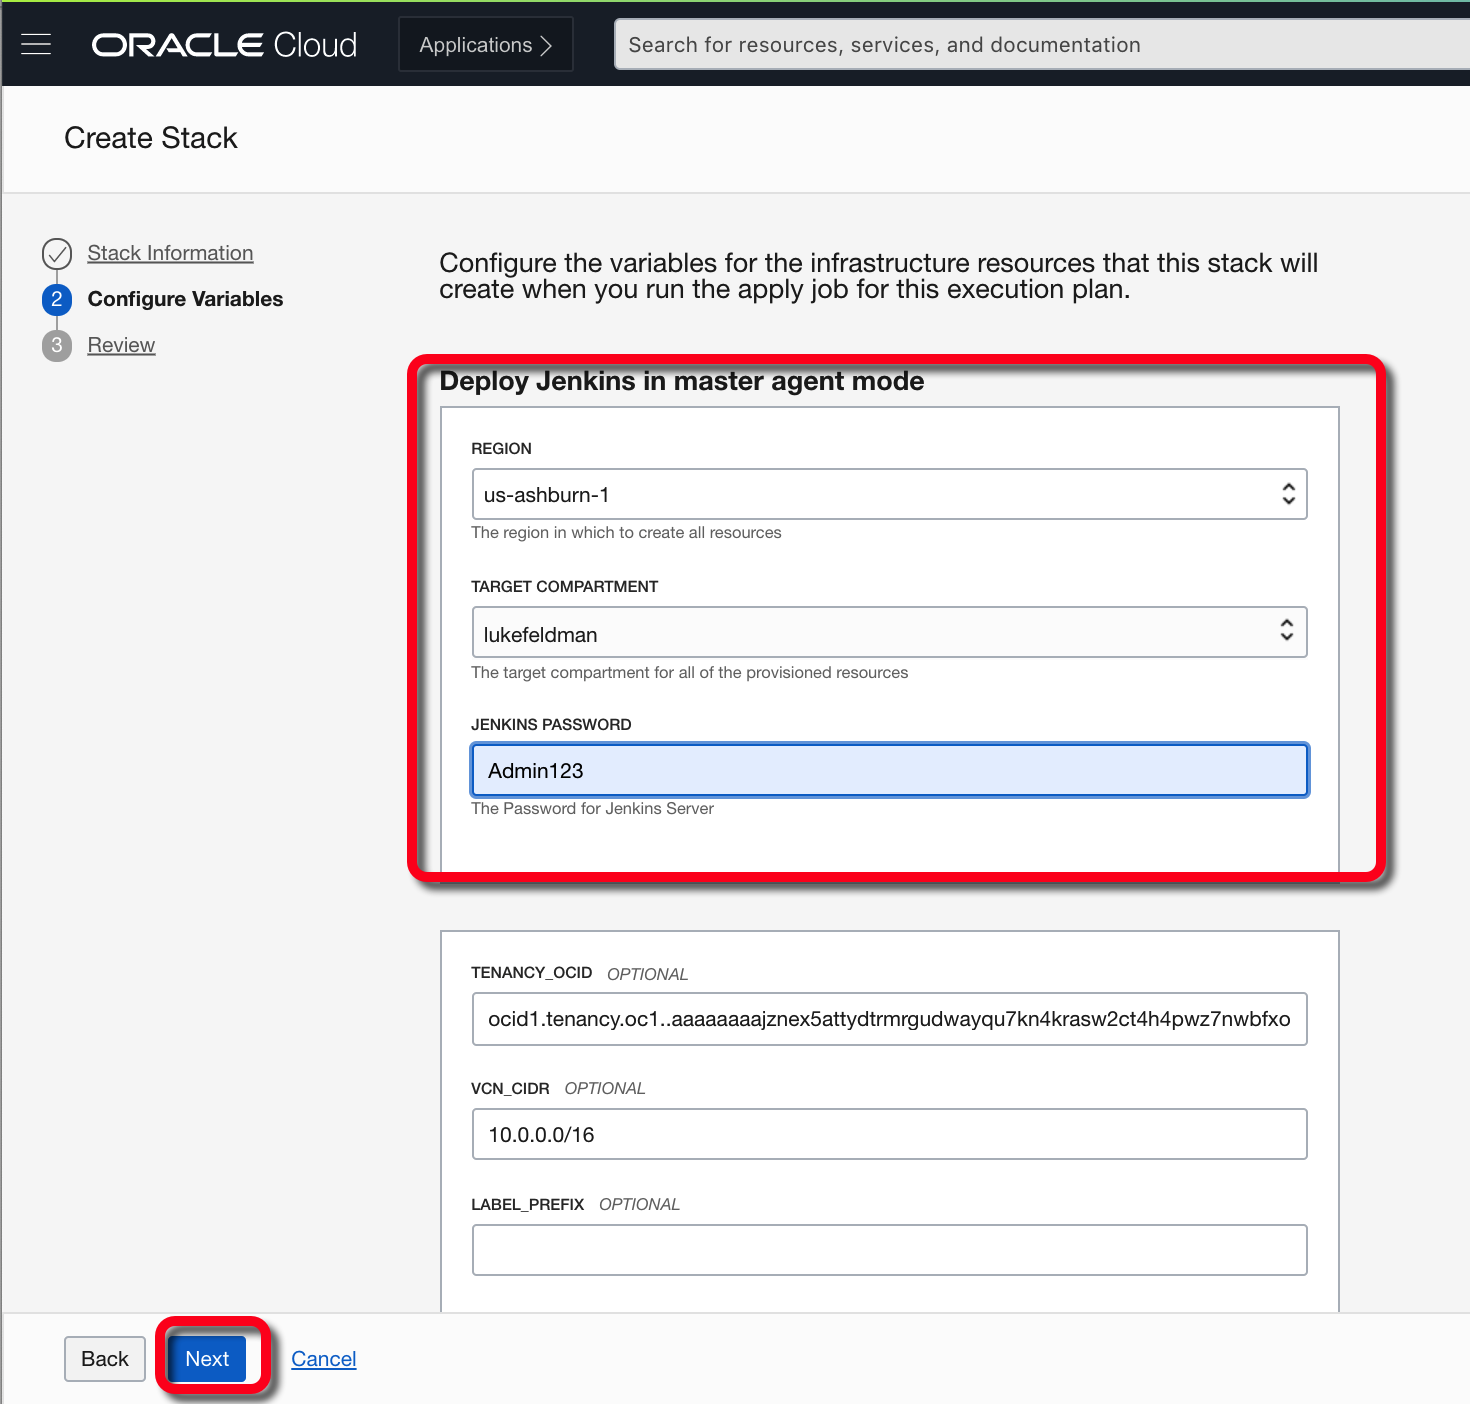 ORACLE Cloud
Applications
Search for resources, services, and documentation
Create Stack
Stack Information
2 Configure Variables
3 Review
Configure the variables for the infrastructure resources that this stack will
create when you run the apply job for this execution plan.
Deploy Jenkins in master agent mode
REGION
us-ashburn-1
The region in which to create all resources
TARGET COMPARTMENT
lukefeldman
The target compartment for all of the provisioned resources
JENKINS PASSWORD
Admin123
The Password for Jenkins Server
TENANCY_OCID OPTIONAL
ocid1.tenancy.oc1..aaaaaaaajznex5attydtrmrgudwayqu7kn4krasw2ct4h4pwz7nwbfxo
VCN_CIDR OPTIONAL
10.0.0.0/16
LABEL_PREFIX OPTIONAL
Back
Next
Cancel